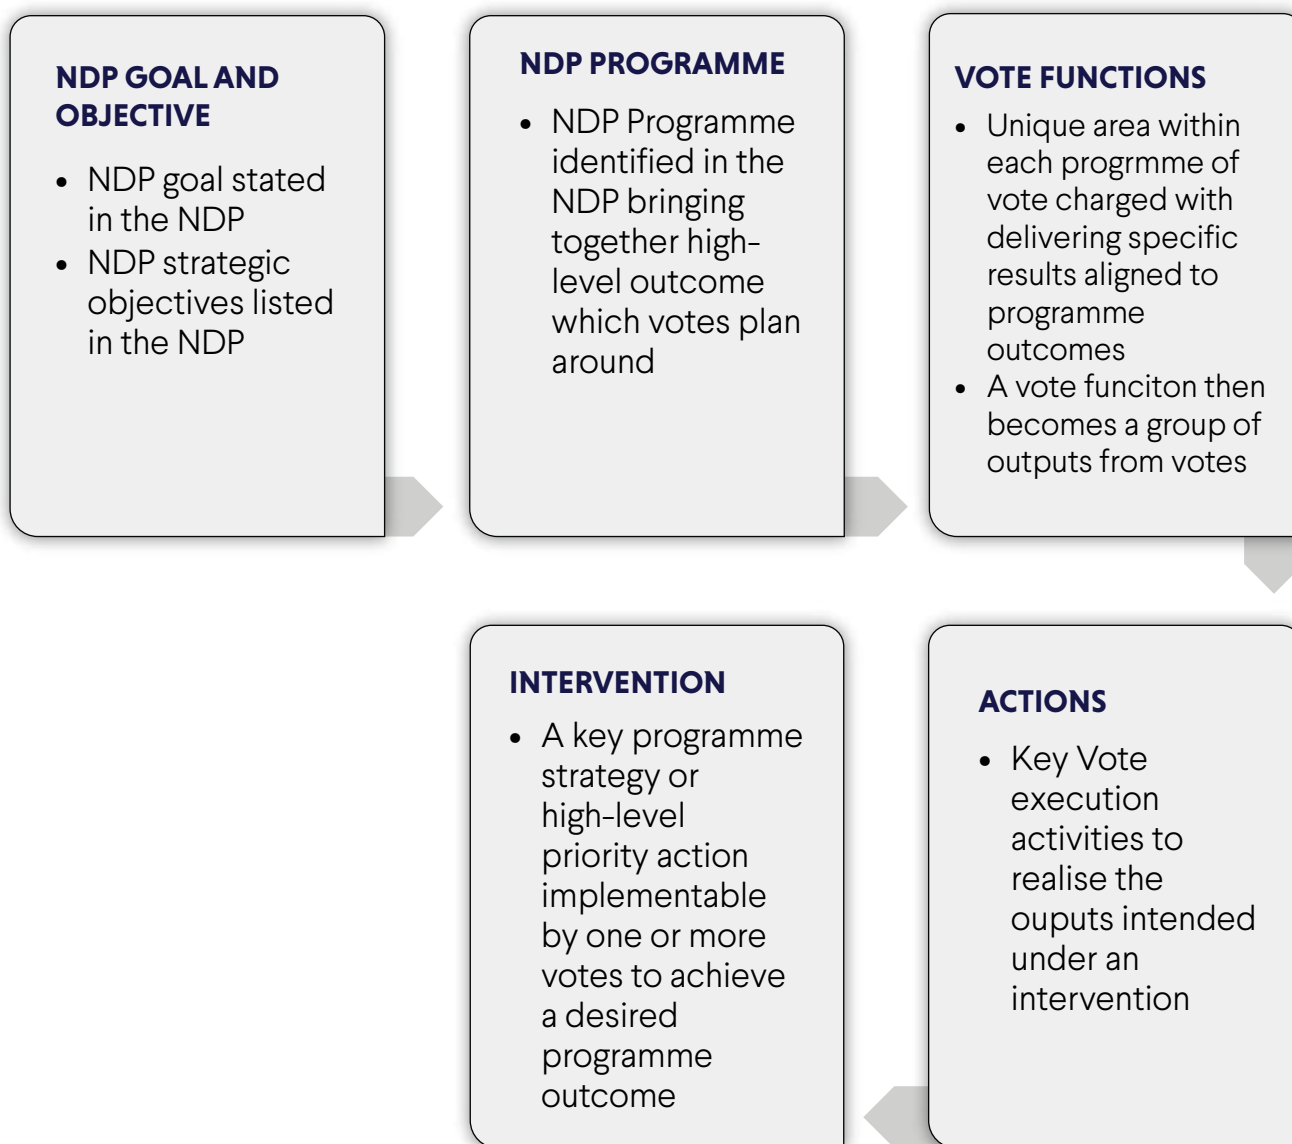 NDP GOAL AND
OBJECTIVE
• NDP goal stated
in the NDP
• NDP strategic
objectives listed
in the NDP
NDP PROGRAMME
• NDP Programme
identified in the
NDP bringing
together high-
level outcome
which votes plan
around
VOTE FUNCTIONS
• Unique area within
each progrmme of
vote charged with
delivering specific
results aligned to
programme
outcomes
• A vote funciton then
becomes a group of
outputs from votes
INTERVENTION
• A key programme
strategy or
high-level
priority action
implementable
by one or more
votes to achieve
a desired
programme
outcome
ACTIONS
• Key Vote
execution
activities to
realise the
ouputs intended
under an
intervention